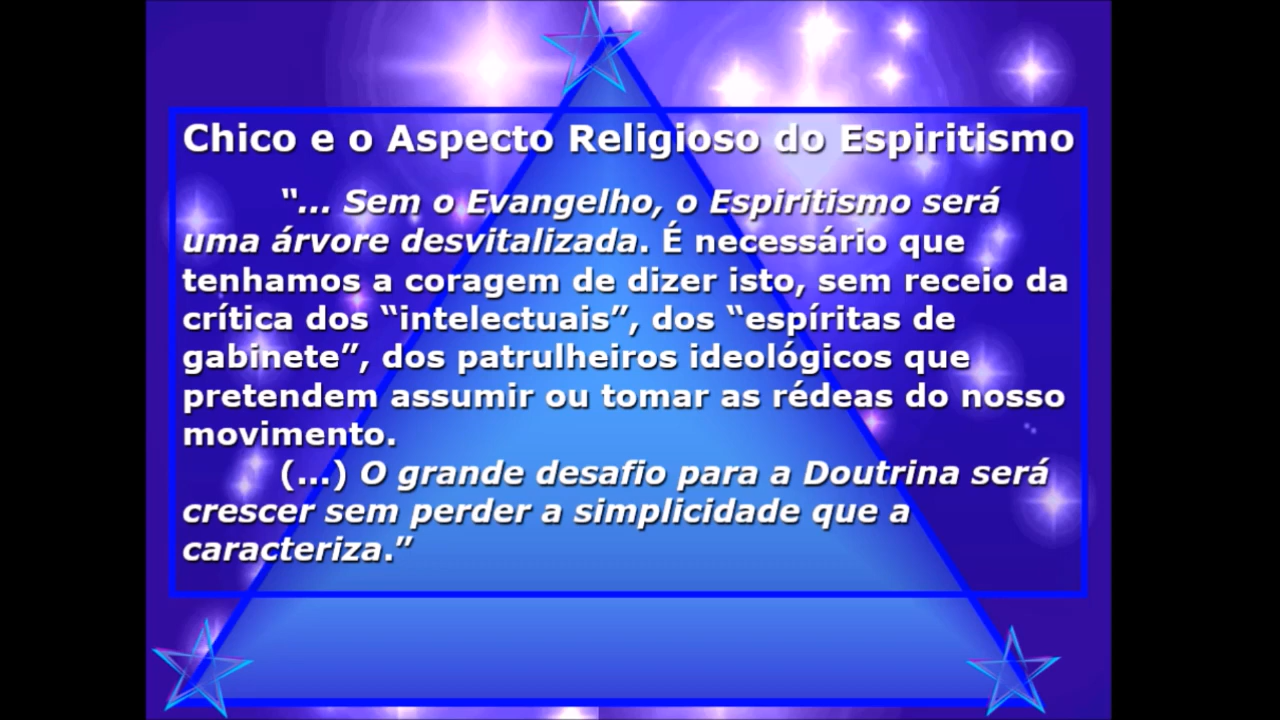 Chico e o Aspecto Religioso do Espiritismo
“... Sem o Evangelho, o Espiritismo será
uma árvore desvitalizada. É necessário que
tenhamos a coragem de dizer isto, sem receio da
crítica dos “intelectuais”, dos “espíritas de
gabinete”, dos patrulheiros ideológicos que
pretendem assumir ou tomar as rédeas do nosso
movimento.
(...) O grande desafio para a Doutrina será
crescer sem perder a simplicidade que a
caracteriza.”